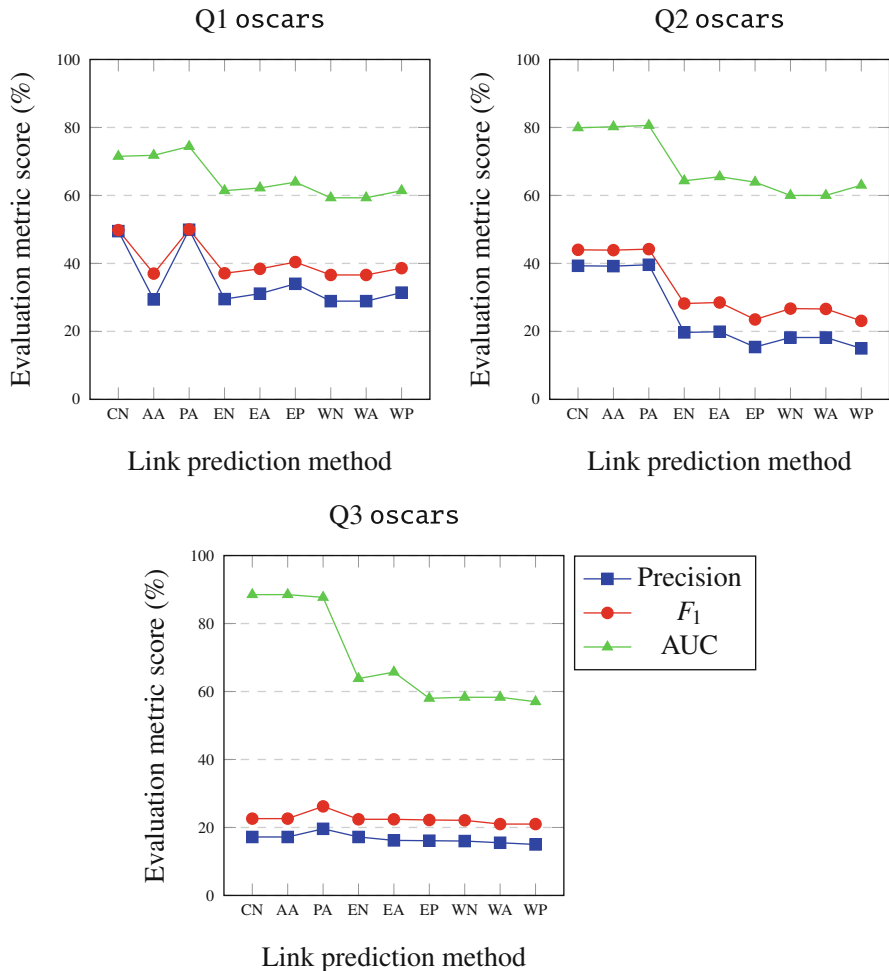 Q1 oscars
Evaluation metric score (%)
100
80
60
40
20
0
CN AA PA EN EA EP WN WA WP
Link prediction method
Q2 oscars
Evaluation metric score (%)
100
80
60
40
20
0
CN AA PA EN EA EP WN WA WP
Link prediction method
Q3 oscars
Evaluation metric score (%)
100
80
60
40
20
0
CN AA PA EN EA EP WN WA WP
Link prediction method
Precision
F1
AUC